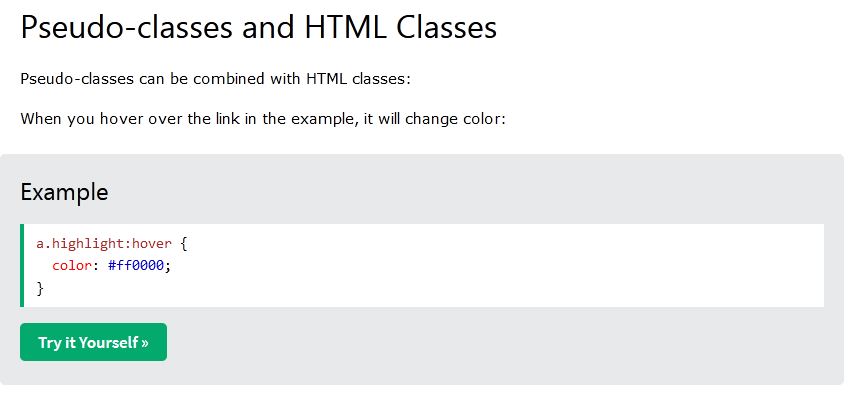 Pseudo-classes and HTML Classes
Pseudo-classes can be combined with HTML classes:
When you hover over the link in the example, it will change color:
Example
a.highlight:hover {
  color: #ff0000;
}
Try it Yourself »